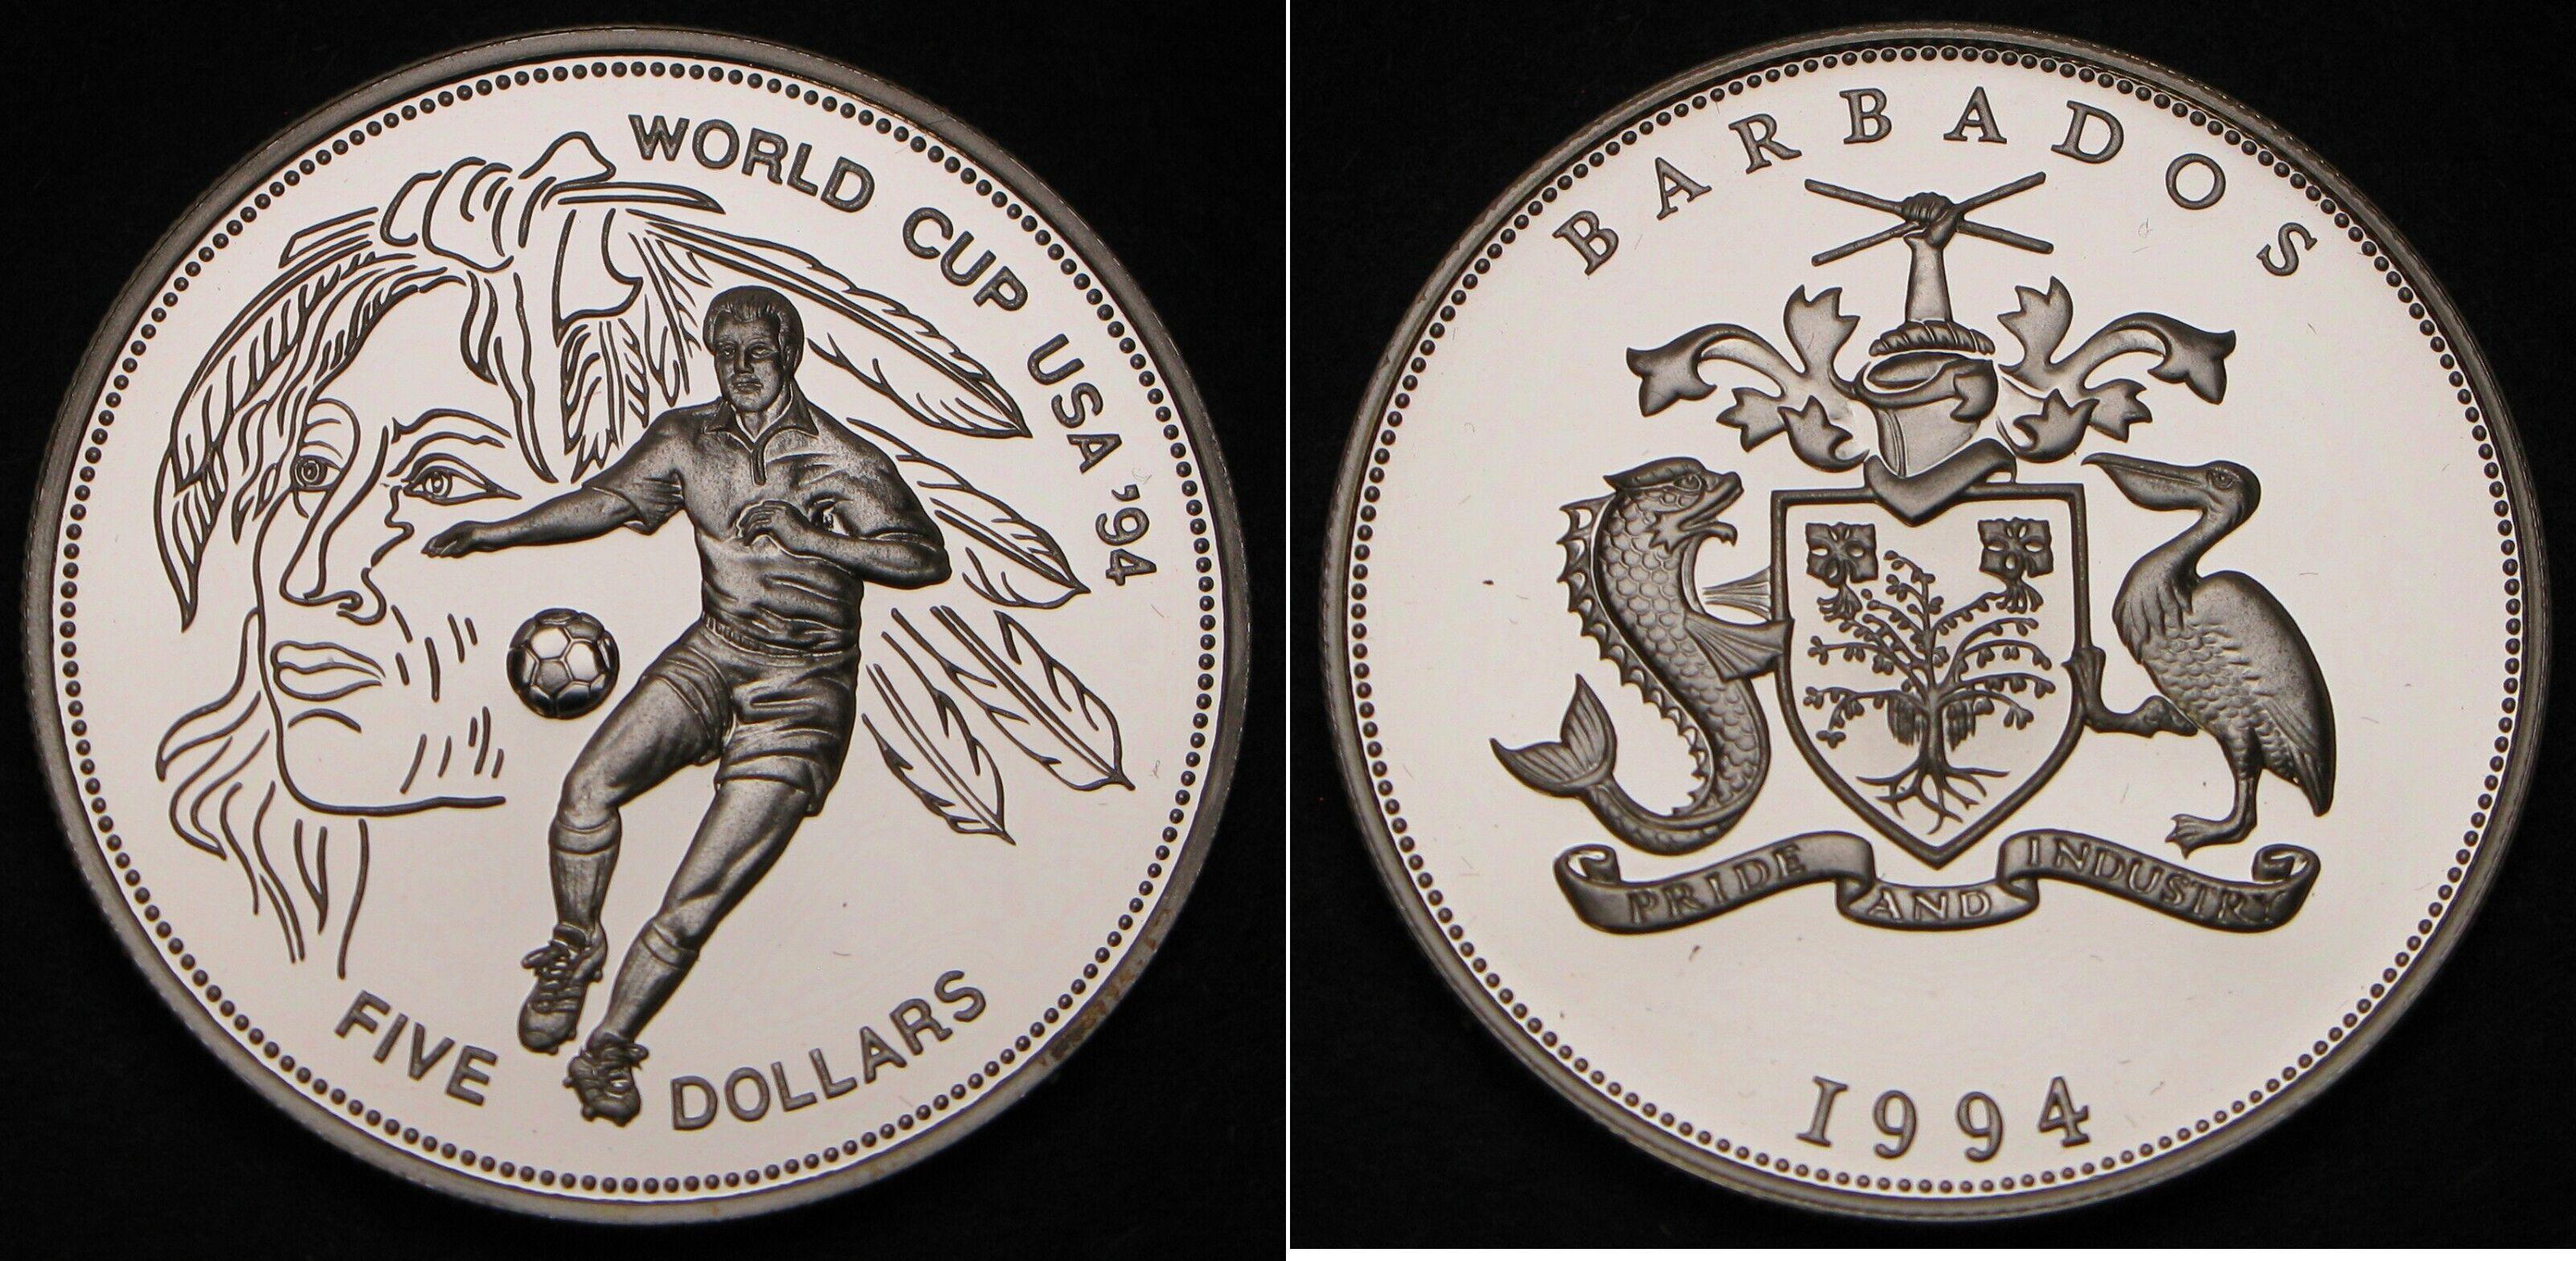 WORLD CUP USA '94
FIVE DOLLARS
BARBADOS
PRIDE AND INDUSTRY
1994